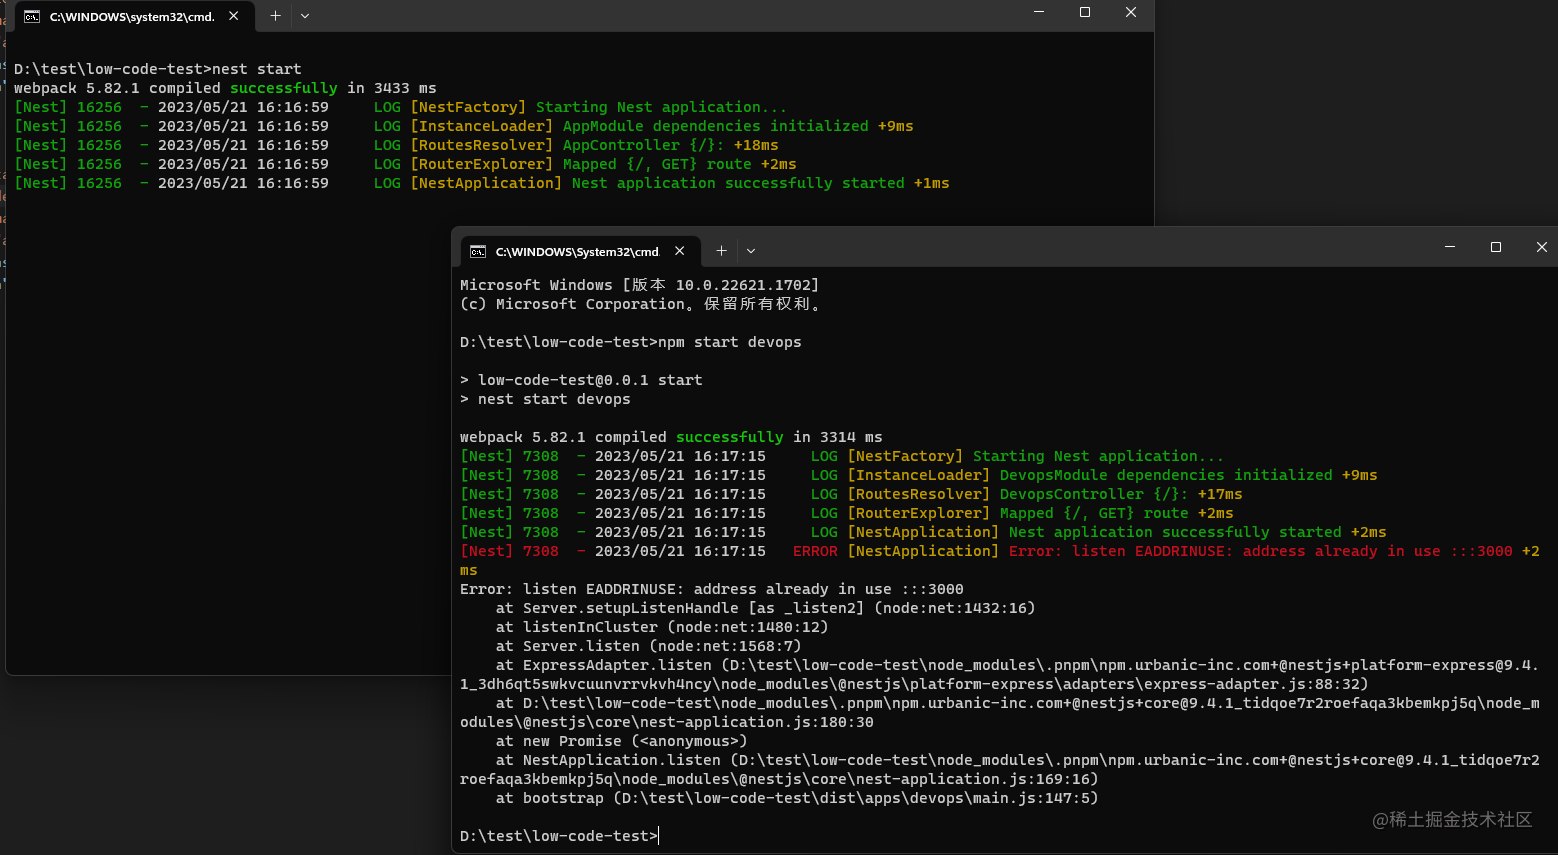 C:\WINDOWS\system32\cmd.
D:\test\low-code-test>nest start
webpack 5.82.1 compiled successfully in 3433 ms
[Nest] 16256  - 2023/05/21 16:16:59     LOG [NestFactory] Starting Nest application...
[Nest] 16256  - 2023/05/21 16:16:59     LOG [InstanceLoader] AppModule dependencies initialized +9ms
[Nest] 16256  - 2023/05/21 16:16:59     LOG [RoutesResolver] AppController {/}: +18ms
[Nest] 16256  - 2023/05/21 16:16:59     LOG [RouterExplorer] Mapped {/, GET} route +2ms
[Nest] 16256  - 2023/05/21 16:16:59     LOG [NestApplication] Nest application successfully started +1ms
C:\WINDOWS\System32\cmd.
Microsoft Windows [版本 10.0.22621.1702]
(c) Microsoft Corporation。保留所有权利。
D:\test\low-code-test>npm start devops
> low-code-test@0.0.1 start
> nest start devops
webpack 5.82.1 compiled successfully in 3314 ms
[Nest] 7308  - 2023/05/21 16:17:15     LOG [NestFactory] Starting Nest application...
[Nest] 7308  - 2023/05/21 16:17:15     LOG [InstanceLoader] DevopsModule dependencies initialized +9ms
[Nest] 7308  - 2023/05/21 16:17:15     LOG [RoutesResolver] DevopsController {/}: +17ms
[Nest] 7308  - 2023/05/21 16:17:15     LOG [RouterExplorer] Mapped {/, GET} route +2ms
[Nest] 7308  - 2023/05/21 16:17:15     LOG [NestApplication] Nest application successfully started +2ms
[Nest] 7308  - 2023/05/21 16:17:15   ERROR [NestApplication] Error: listen EADDRINUSE: address already in use :::3000 +2
ms
Error: listen EADDRINUSE: address already in use :::3000
    at Server.setupListenHandle [as _listen2] (node:net:1432:16)
    at listenInCluster (node:net:1480:12)
    at Server.listen (node:net:1568:7)
    at ExpressAdapter.listen (D:\test\low-code-test\node_modules\.pnpm\npm.urbanic-inc.com+@nestjs+platform-express@9.4.
1_3dh6qt5swkvcuunvrrvkvh4ncy\node_modules\@nestjs\platform-express\adapters\express-adapter.js:88:32)
    at D:\test\low-code-test\node_modules\.pnpm\npm.urbanic-inc.com+@nestjs+core@9.4.1_tidqoe7r2roefaqa3kbemkpj5q\node_m
odules\@nestjs\core\nest-application.js:180:30
    at new Promise (<anonymous>)
    at NestApplication.listen (D:\test\low-code-test\node_modules\.pnpm\npm.urbanic-inc.com+@nestjs+core@9.4.1_tidqoe7r2
roefaqa3kbemkpj5q\node_modules\@nestjs\core\nest-application.js:169:16)
    at bootstrap (D:\test\low-code-test\dist\apps\devops\main.js:147:5)
D:\test\low-code-test>
@稀土掘金技术社区